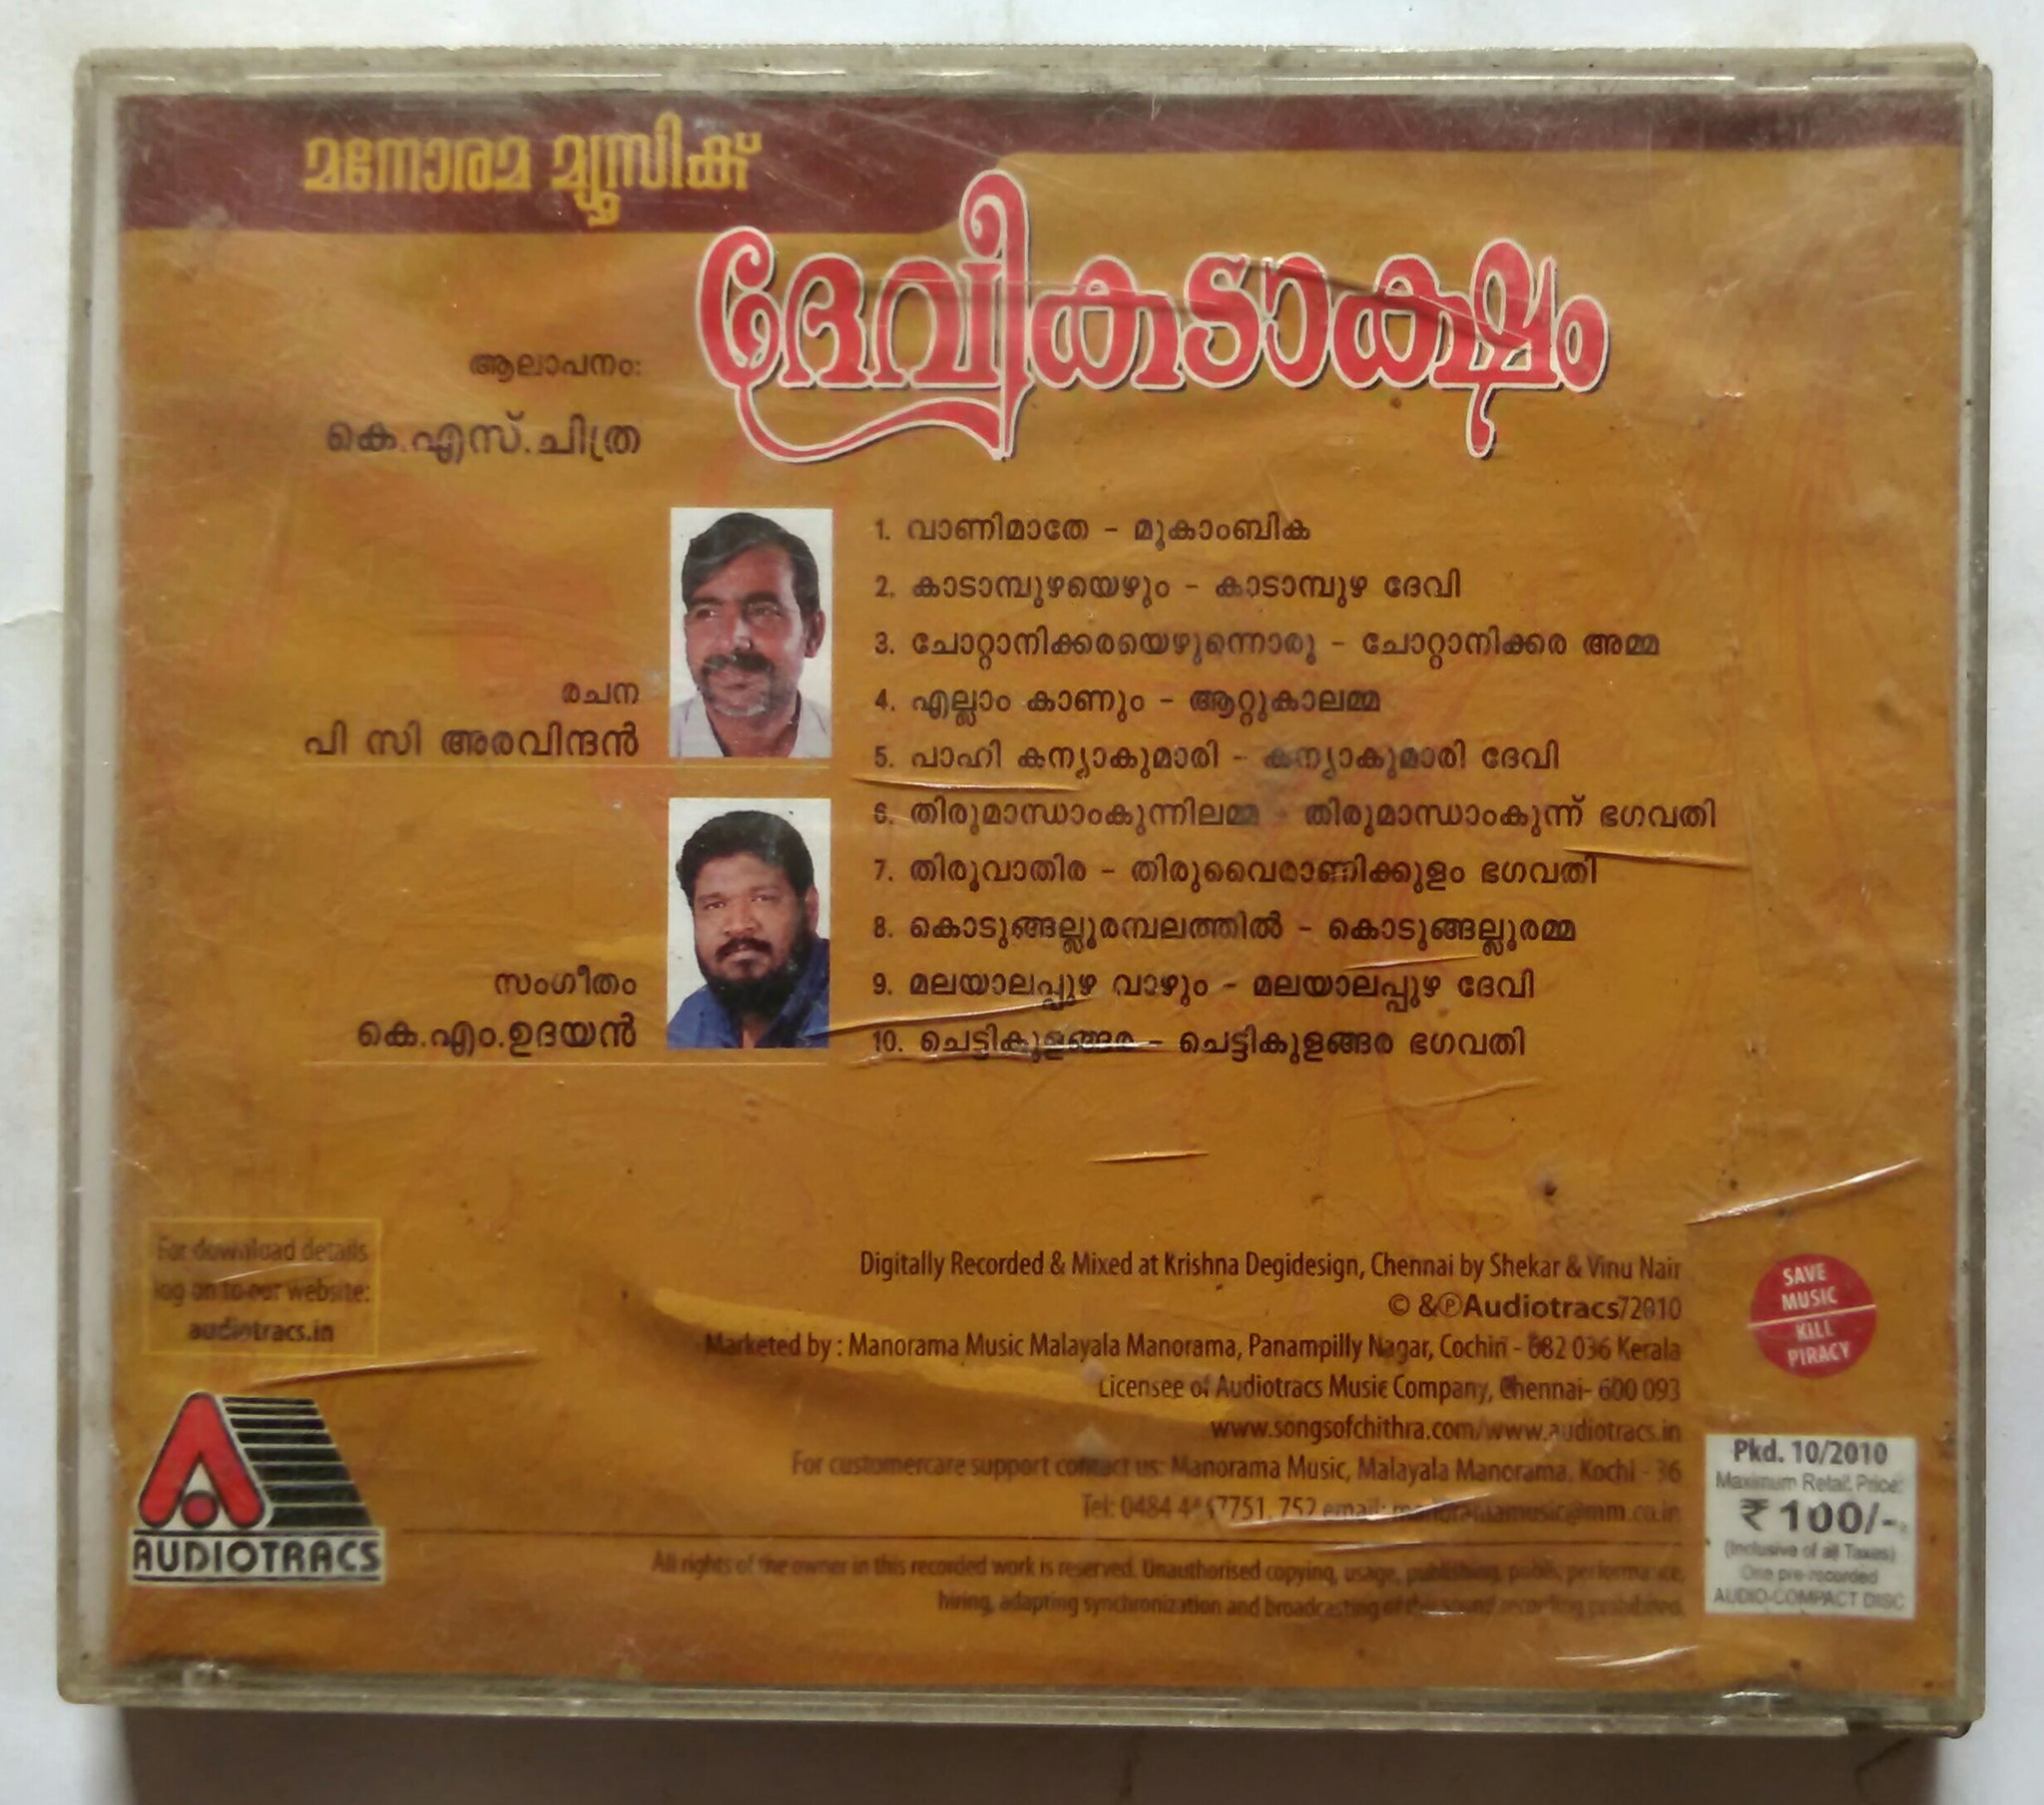 മനോരമ മ്യൂസിക്
ദേവീകടാക്ഷം
ആലാപനം:
കെ.എസ്.ചിത്ര
രചന
പി സി അരവിന്ദൻ
സംഗീതം
കെ.എം.ഉദയൻ
1. വാണിമാതേ - മൂകാംബിക
2. കാടാമ്പുഴയെഴും - കാടാമ്പുഴ ദേവി
3. ചോറ്റാനിക്കരയെഴുന്നൊരു - ചോറ്റാനിക്കര അമ്മ
4. എല്ലാം കാണും - ആറ്റുകാലമ്മ
5. പാഹി കന്യാകുമാരി - കന്യാകുമാരി ദേവി
6. തിരുമാന്ധാംകുന്നിലമ്മ - തിരുമാന്ധാംകുന്ന് ഭഗവതി
7. തിരുവാതിര - തിരുവൈരാണിക്കുളം ഭഗവതി
8. കൊടുങ്ങല്ലൂരമ്പലത്തിൽ - കൊടുങ്ങല്ലൂരമ്മ
9. മലയാലപ്പുഴ വാഴും - മലയാലപ്പുഴ ദേവി
10. ചെട്ടികുളങ്ങര - ചെട്ടികുളങ്ങര ഭഗവതി
For download details
log on to our website:
audiotracs.in
AUDIOTRACS
Digitally Recorded & Mixed at Krishna Degidesign, Chennai by Shekar & Vinu Nair
© & ℗ Audiotracs/2010
Marketed by : Manorama Music Malayala Manorama, Panampilly Nagar, Cochin - 682 036 Kerala
Licensee of Audiotracs Music Company, Chennai- 600 093
www.songsofchithra.com/www.audiotracs.in
For customercare support contact us: Manorama Music, Malayala Manorama, Kochi - 36
Tel: 0484 752 email: manoramamusic@mm.co.in
All rights of the owner in this recorded work is reserved. Unauthorised copying, usage, publishing, public performance,
hiring, adapting synchronization and broadcasting of this sound recording prohibited.
SAVE
MUSIC
KILL
PIRACY
Pkd. 10/2010
Maximum Retail Price:
₹ 100/-
(Inclusive of all Taxes)
One pre-recorded
AUDIO-COMPACT DISC